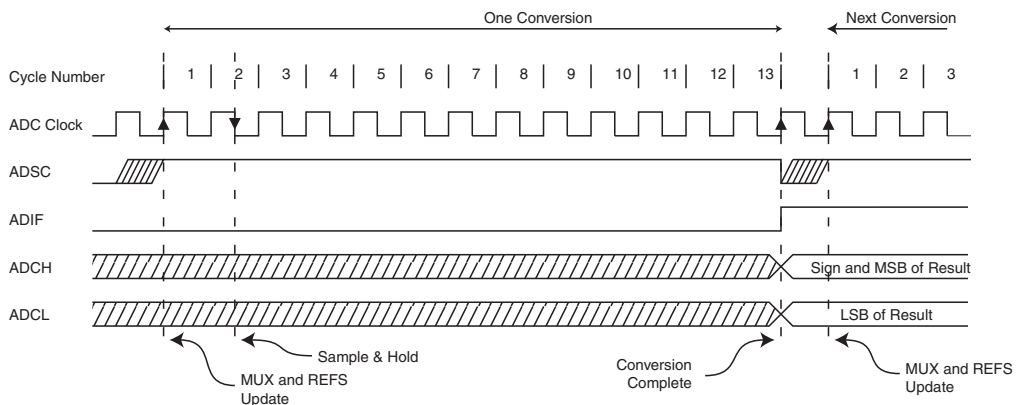 One Conversion
Next Conversion
Cycle Number 1 2 3 4 5 6 7 8 9 10 11 12 13 1 2 3
ADC Clock
ADSC
ADIF
ADCH
Sign and MSB of Result
ADCL
LSB of Result
Sample & Hold
MUX and REFS
Update
Conversion
Complete
MUX and REFS
Update